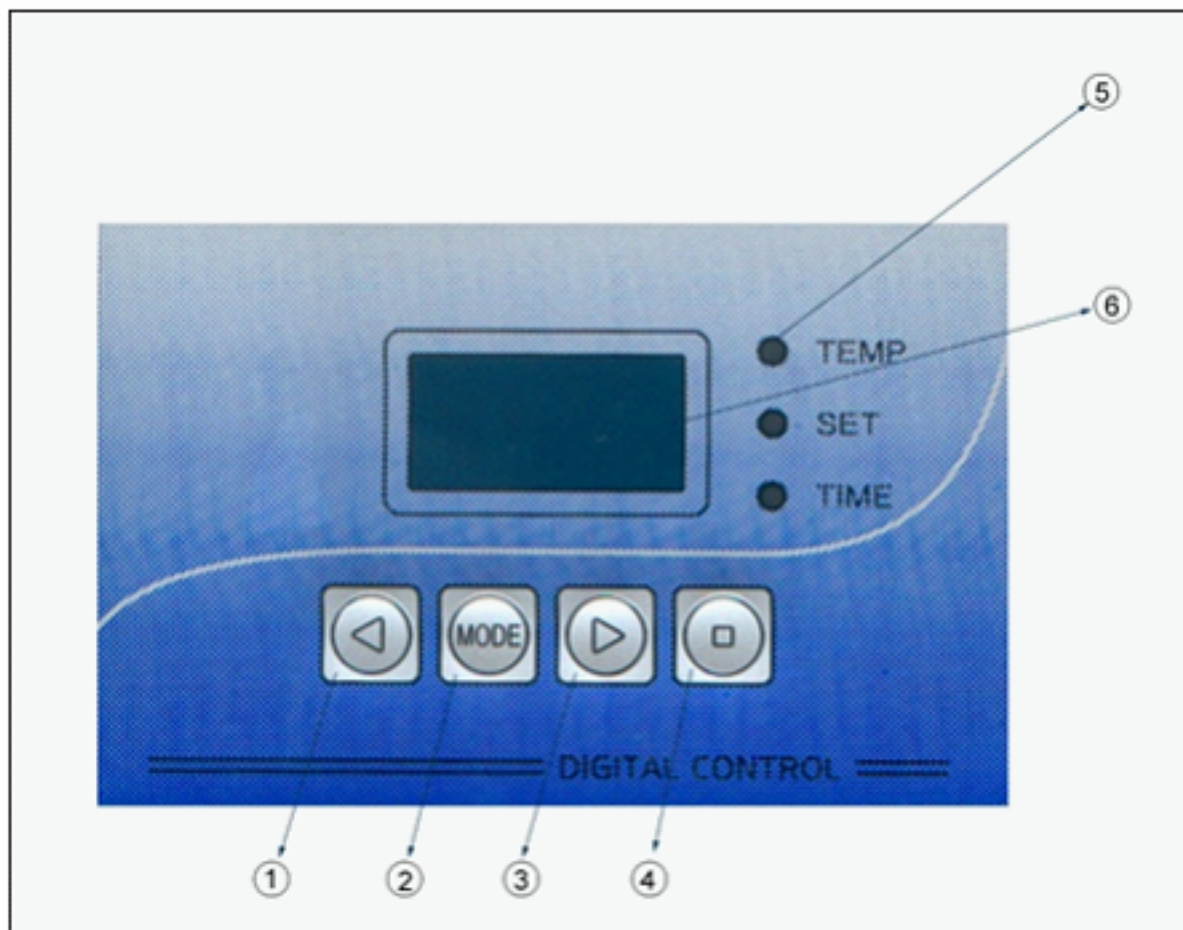 ⑤
⑥
TEMP
SET
TIME
MODE
DIGITAL CONTROL
① ② ③ ④